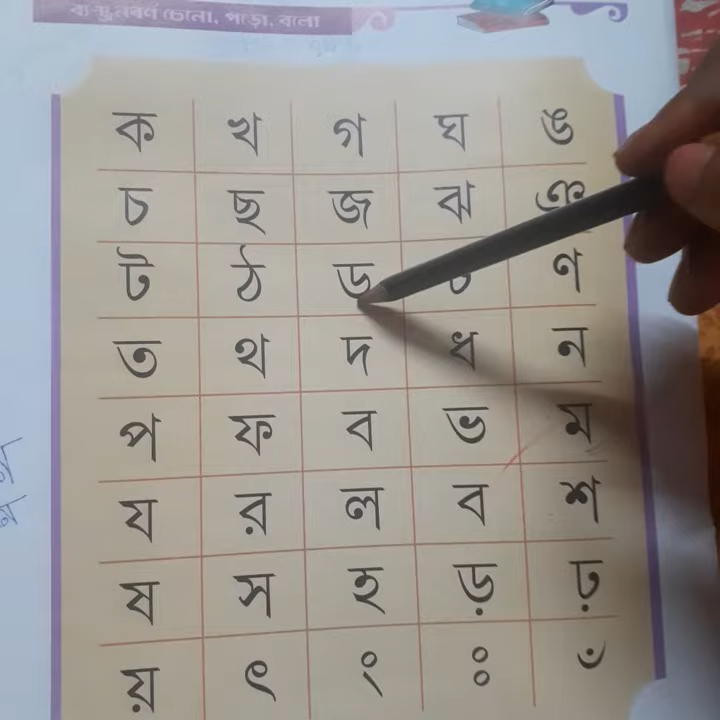 ব্যঞ্জনবর্ণ চেনো, পড়ো, বলো
ক খ গ ঘ ঙ
চ ছ জ ঝ ঞ
ট ঠ ড ণ
ত থ দ ধ ন
প ফ ব ভ ম
য র ল ব শ
ষ স হ ড় ঢ়
য় ৎ ং ঃ ঁ